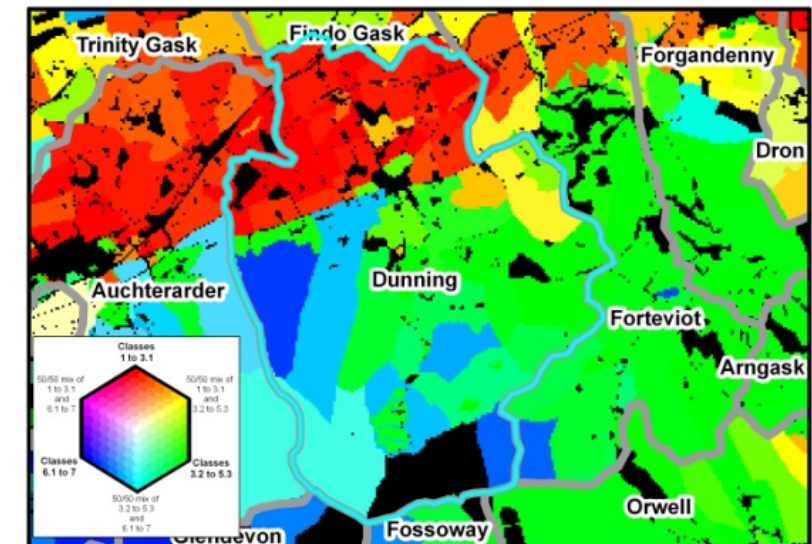 Trinity Gask
Findo Gask
Forgandenny
Dron
Dunning
Auchterarder
Forteviot
Arngask
Orwell
Fossoway
Glendevon
Classes
1 to 3.1
50/50 mix of
1 to 3.1
and
6.1 to 7
50/50 mix of
1 to 3.1
and
3.2 to 5.3
Classes
6.1 to 7
Classes
3.2 to 5.3
50/50 mix of
3.2 to 5.3
and
6.1 to 7